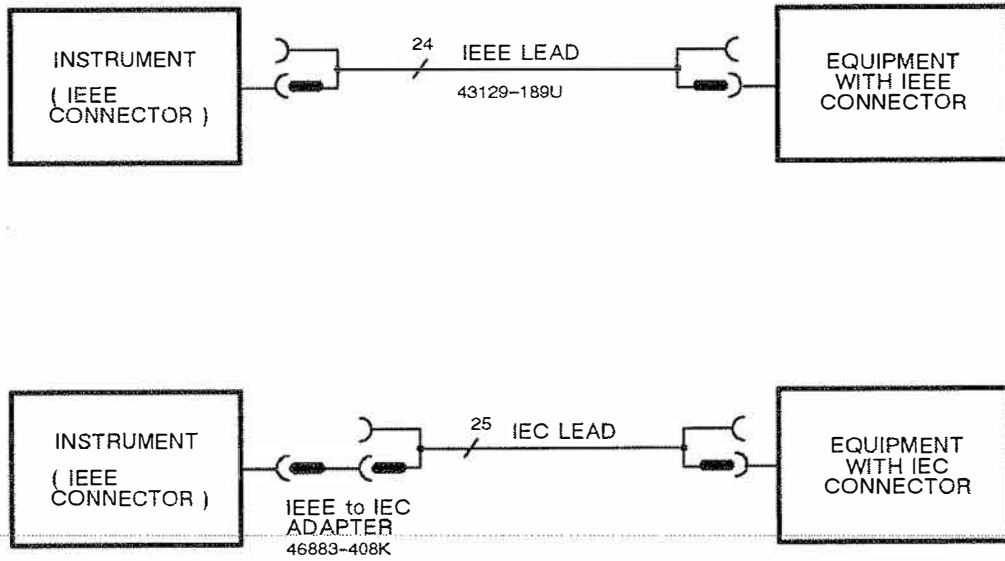 INSTRUMENT
( IEEE
CONNECTOR )
24
IEEE LEAD
43129-189U
EQUIPMENT
WITH IEEE
CONNECTOR
INSTRUMENT
( IEEE
CONNECTOR )
IEEE to IEC
ADAPTER
46883-408K
25
IEC LEAD
EQUIPMENT
WITH IEC
CONNECTOR